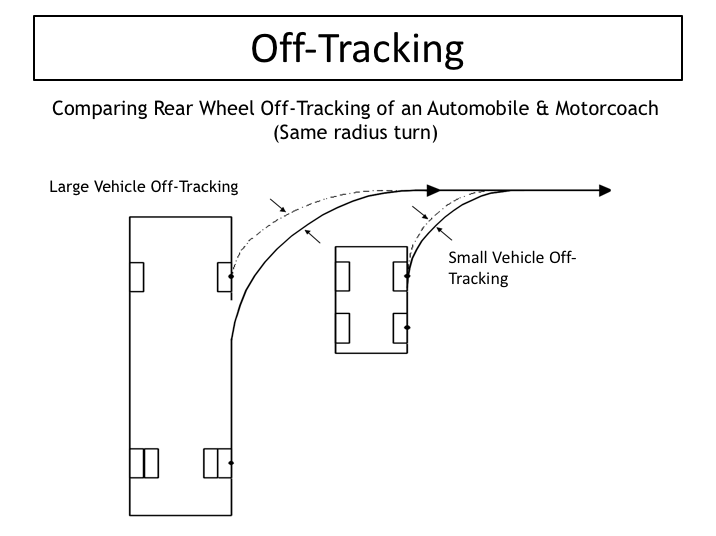 Off-Tracking
Comparing Rear Wheel Off-Tracking of an Automobile & Motorcoach
(Same radius turn)
Large Vehicle Off-Tracking
Small Vehicle Off-
Tracking